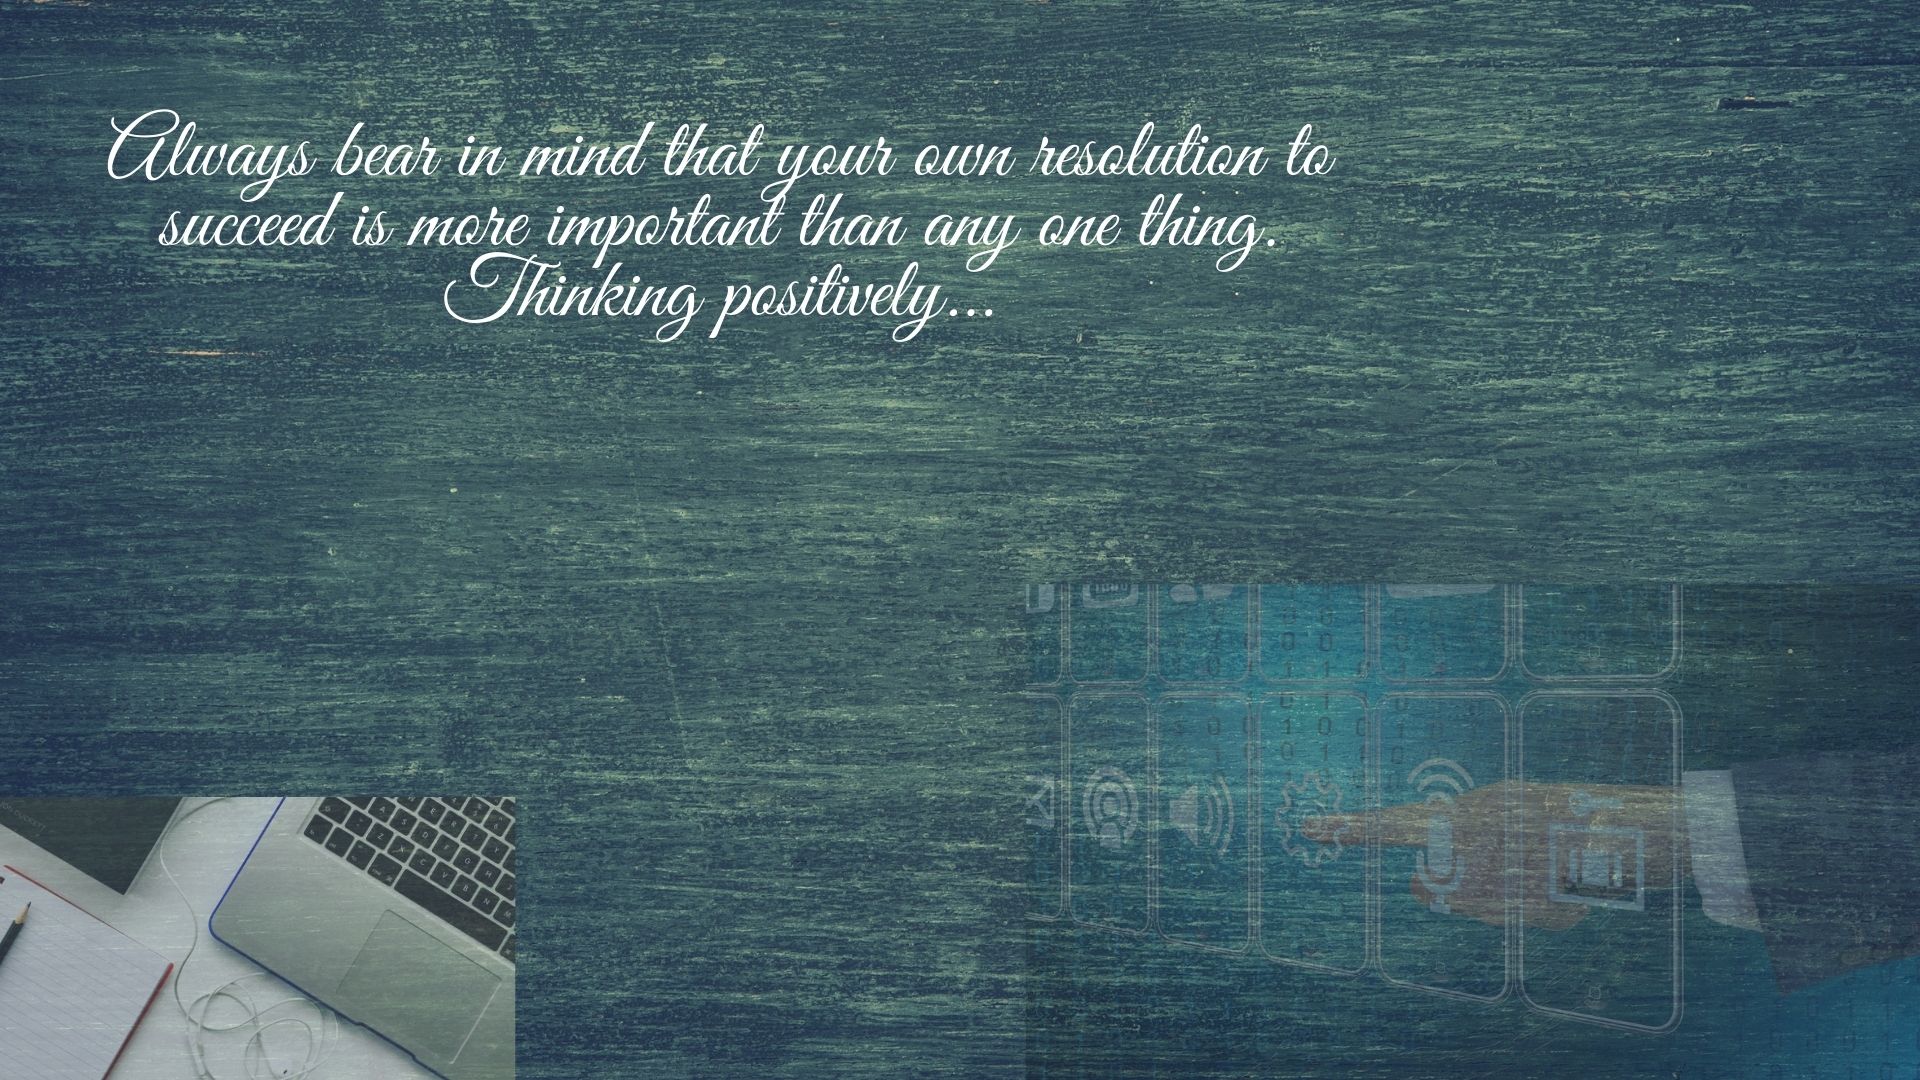 Always bear in mind that your own resolution to
succeed is more important than any one thing.
Thinking positively...